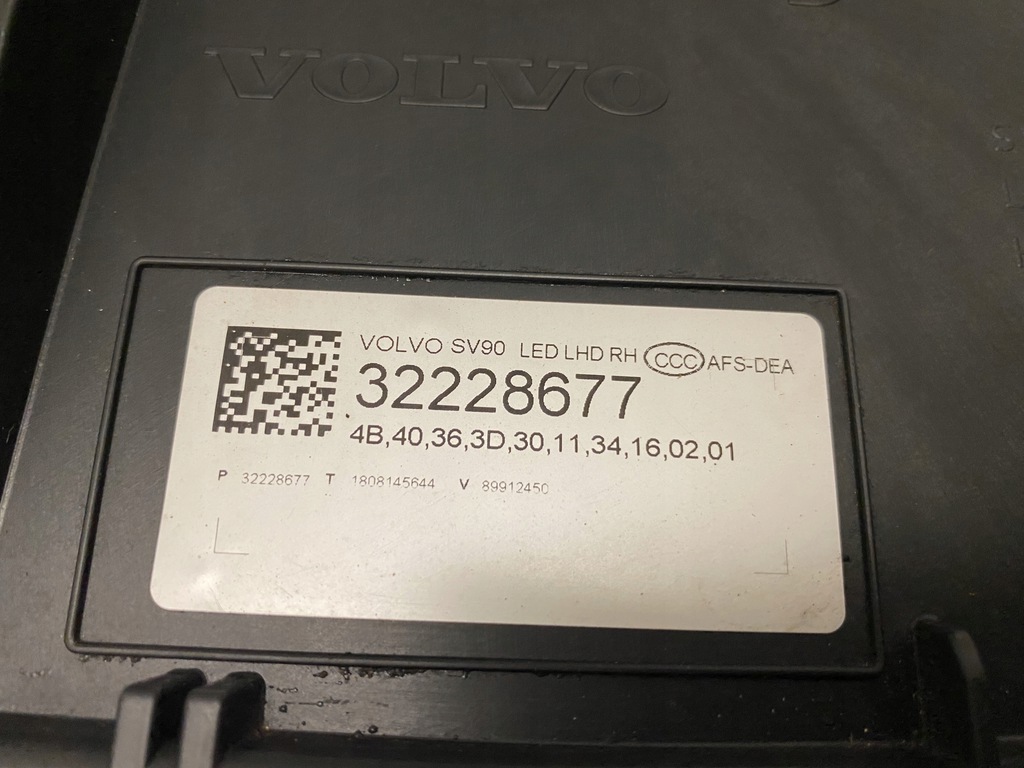 VOLVO
VOLVO SV90 LED LHD RH CCC AFS-DEA
32228677
4B,40,36,3D,30,11,34,16,02,01
P 32228677 T 1808145644 V 89912450